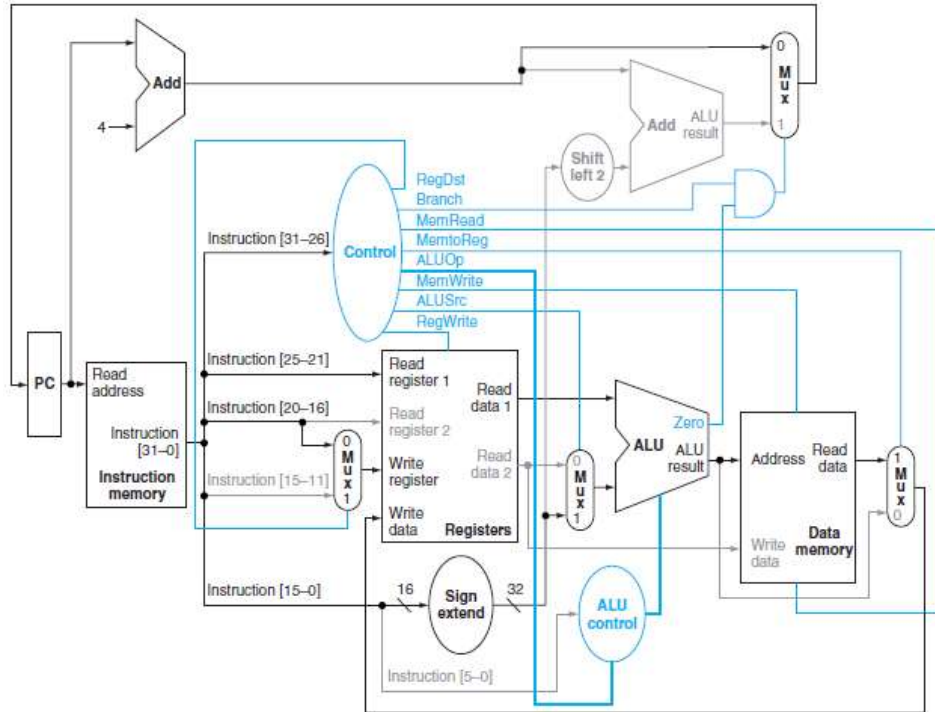 Add
4
Add
ALU
result
Shift
left 2
0
M
u
x
1
RegDst
Branch
MemRead
MemtoReg
ALUOp
MemWrite
ALUSrc
RegWrite
Control
Instruction [31–26]
PC
Read
address
Instruction
[31–0]
Instruction
memory
Instruction [25–21]
Instruction [20–16]
Instruction [15–11]
0
M
u
x
1
Read
register 1
Read
register 2
Write
register
Write
data
Read
data 1
Read
data 2
Registers
0
M
u
x
1
ALU
Zero
ALU
result
Address
Read
data
Write
data
Data
memory
1
M
u
x
0
Instruction [15–0]
16
Sign
extend
32
ALU
control
Instruction [5–0]